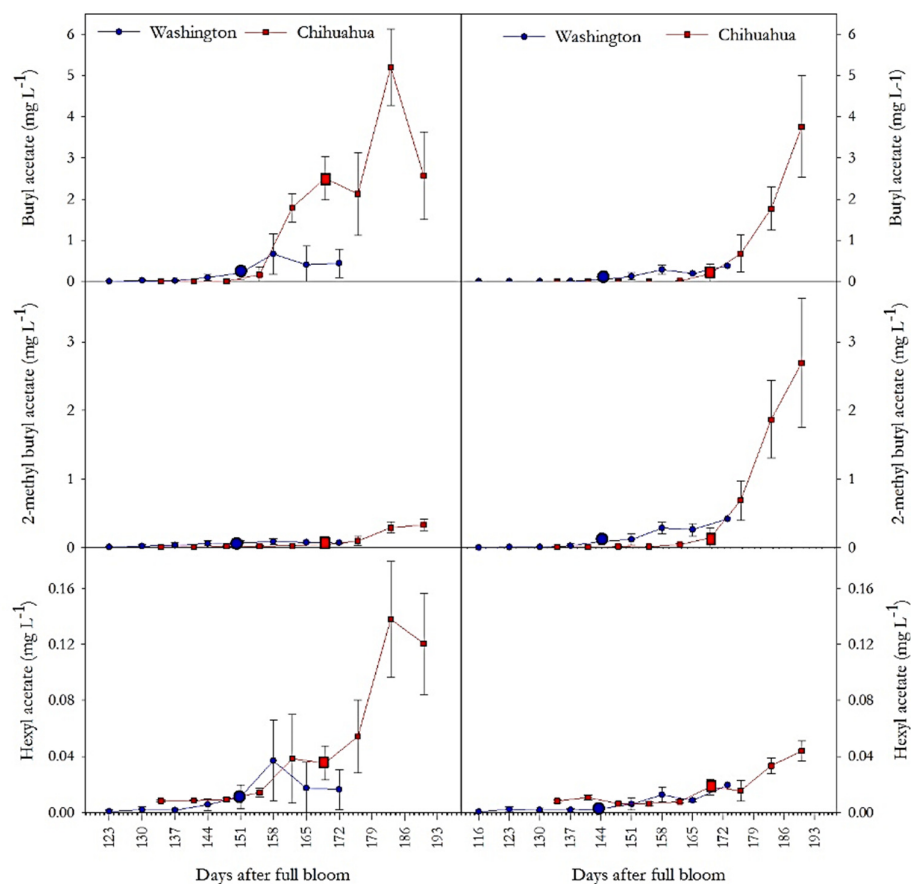 Washington Chihuahua
Washington Chihuahua
Butyl acetate (mg L-1)
6
5
4
3
2
1
0
6
5
4
3
2
1
0
Butyl acetate (mg L-1)
2-methyl butyl acetate (mg L-1)
3
2
1
0
3
2
1
0
2-methyl butyl acetate (mg L-1)
Hexyl acetate (mg L-1)
0.16
0.12
0.08
0.04
0.00
0.16
0.12
0.08
0.04
0.00
Hexyl acetate (mg L-1)
123 130 137 144 151 158 165 172 179 186 193
116 123 130 137 144 151 158 165 172 179 186 193
Days after full bloom
Days after full bloom